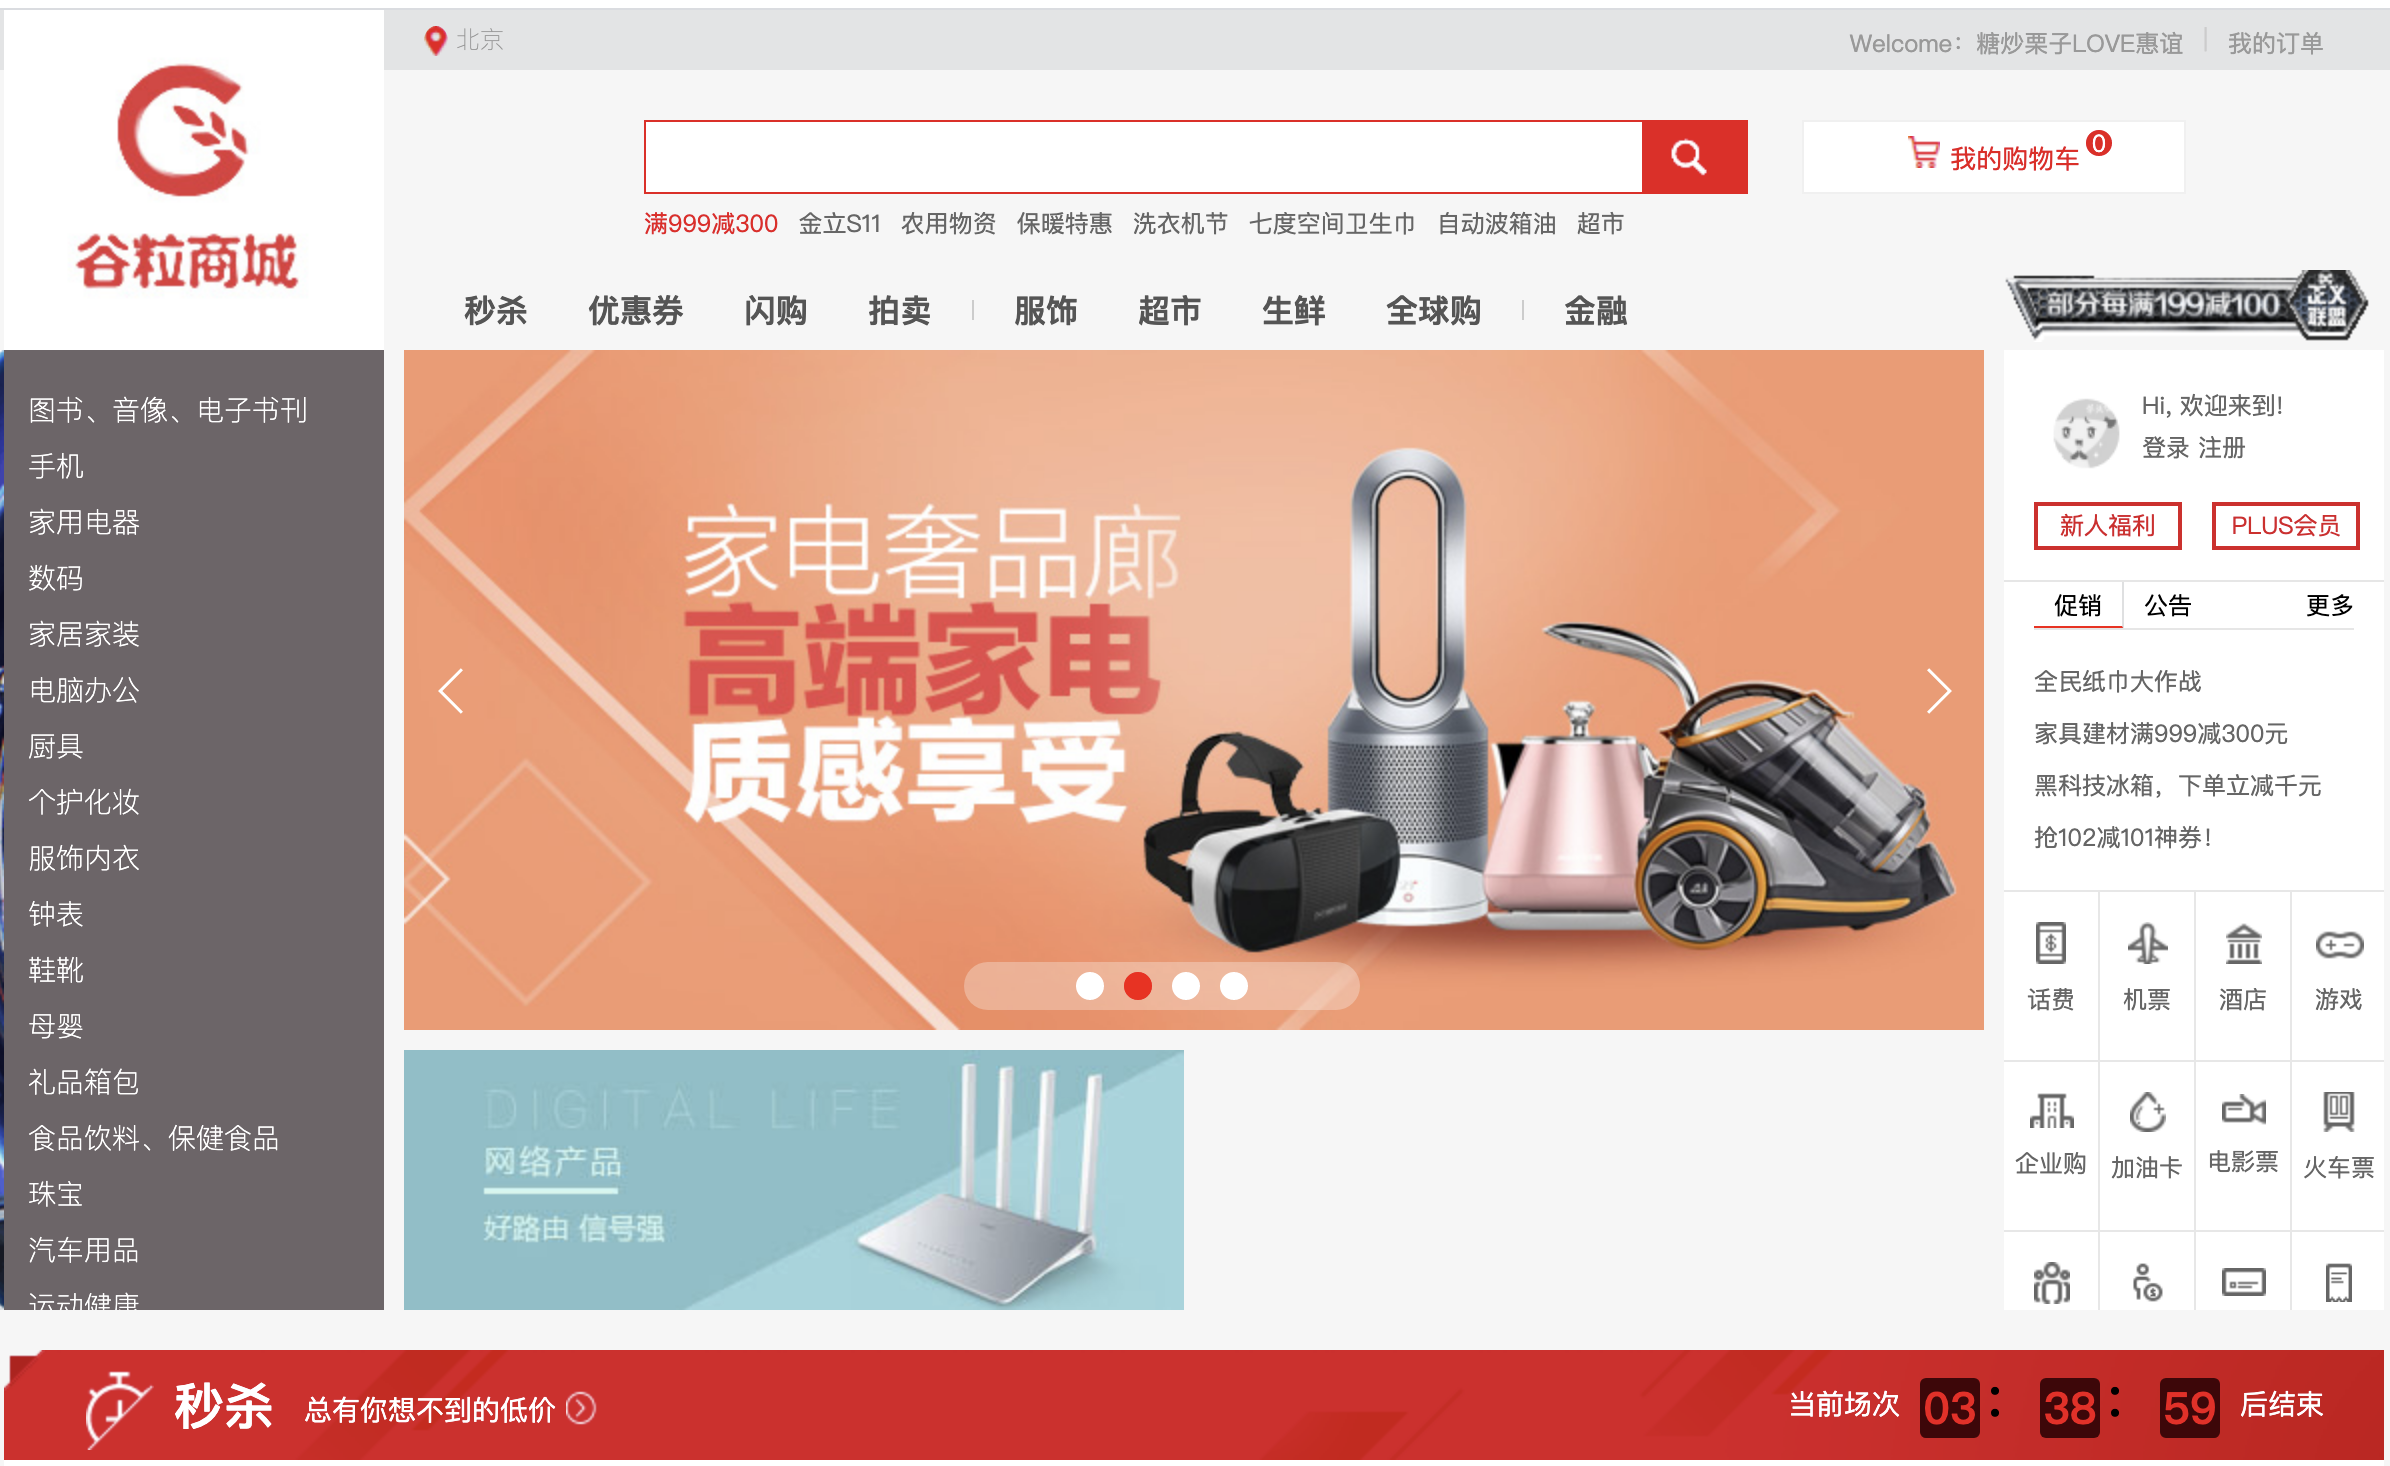 北京
Welcome：糖炒栗子LOVE惠谊
我的订单
谷粒商城
我的购物车 0
满999减300 金立S11 农用物资 保暖特惠 洗衣机节 七度空间卫生巾 自动波箱油 超市
秒杀 优惠券 闪购 拍卖 服饰 超市 生鲜 全球购 金融
部分每满199减100
正义
联盟
图书、音像、电子书刊
手机
家用电器
数码
家居家装
电脑办公
厨具
个护化妆
服饰内衣
钟表
鞋靴
母婴
礼品箱包
食品饮料、保健食品
珠宝
汽车用品
运动健康
家电奢品廊
高端家电
质感享受
DIGITAL LIFE
网络产品
好路由 信号强
Hi, 欢迎来到!
登录 注册
新人福利 PLUS会员
促销 公告 更多
全民纸巾大作战
家具建材满999减300元
黑科技冰箱，下单立减千元
抢102减101神券！
话费 机票 酒店 游戏
企业购 加油卡 电影票 火车票
秒杀 总有你想不到的低价
当前场次 03 : 38 : 59 后结束